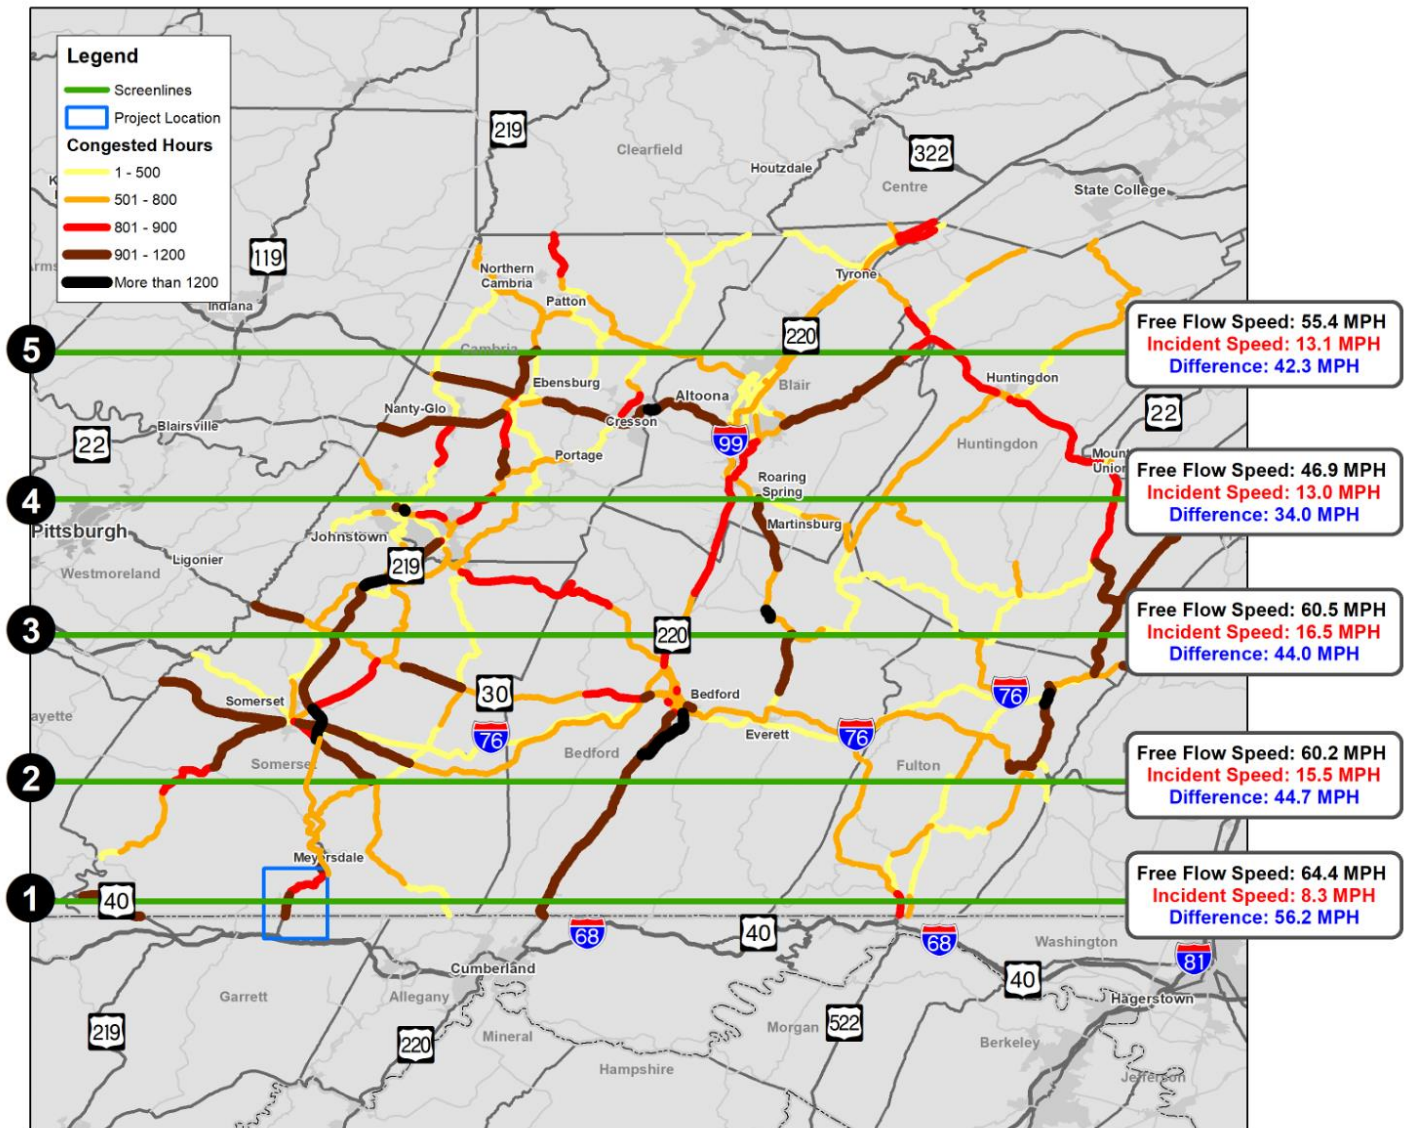 Legend
Screenlines
Project Location
Congested Hours
1 - 500
501 - 800
801 - 900
901 - 1200
More than 1200
219
Clearfield
322
Houtzdale
Centre
State College
119
Indiana
Northern
Cambria
Tyrone
Patton
220
5
Cambria
Free Flow Speed: 55.4 MPH
Incident Speed: 13.1 MPH
Difference: 42.3 MPH
Ebensburg
Altoona
Blair
Huntingdon
Nanty-Glo
Cresson
22
Blairsville
22
99
Huntingdon
Portage
Mount
Union
Roaring
Spring
4
Free Flow Speed: 46.9 MPH
Incident Speed: 13.0 MPH
Difference: 34.0 MPH
Pittsburgh
Johnstown
Martinsburg
Ligonier
219
Westmoreland
3
220
Free Flow Speed: 60.5 MPH
Incident Speed: 16.5 MPH
Difference: 44.0 MPH
Somerset
30
Bedford
76
ayette
76
76
Everett
Bedford
Somerset
Fulton
2
Free Flow Speed: 60.2 MPH
Incident Speed: 15.5 MPH
Difference: 44.7 MPH
Meyersdale
1
40
Free Flow Speed: 64.4 MPH
Incident Speed: 8.3 MPH
Difference: 56.2 MPH
68
40
68
Washington
81
Cumberland
40
Hagerstown
Garrett
Allegany
219
220
Mineral
Morgan
522
Berkeley
Hampshire
Jefferson